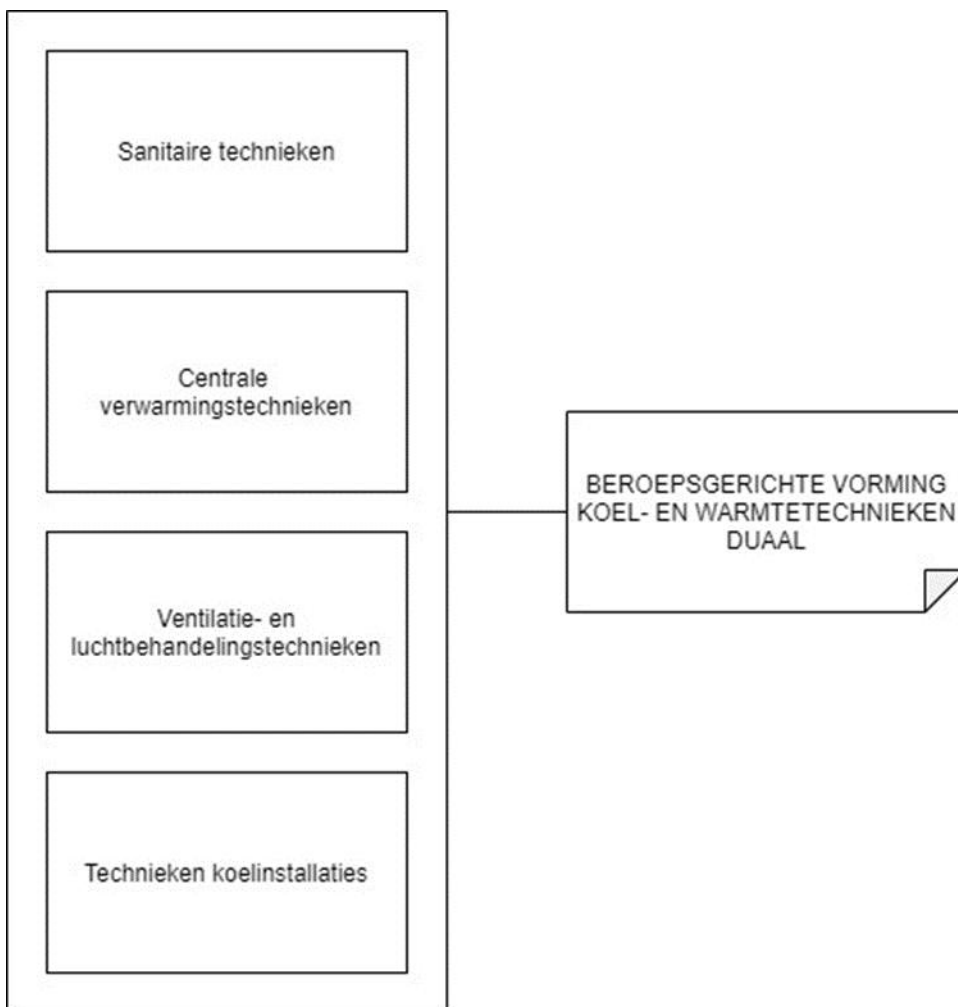 Sanitaire technieken
Centrale
verwarmingstechnieken
Ventilatie- en
luchtbehandelingstechnieken
Technieken koelinstallaties
BEROEPSGERICHTE VORMING
KOEL- EN WARMTETECHNIEKEN
DUAAL